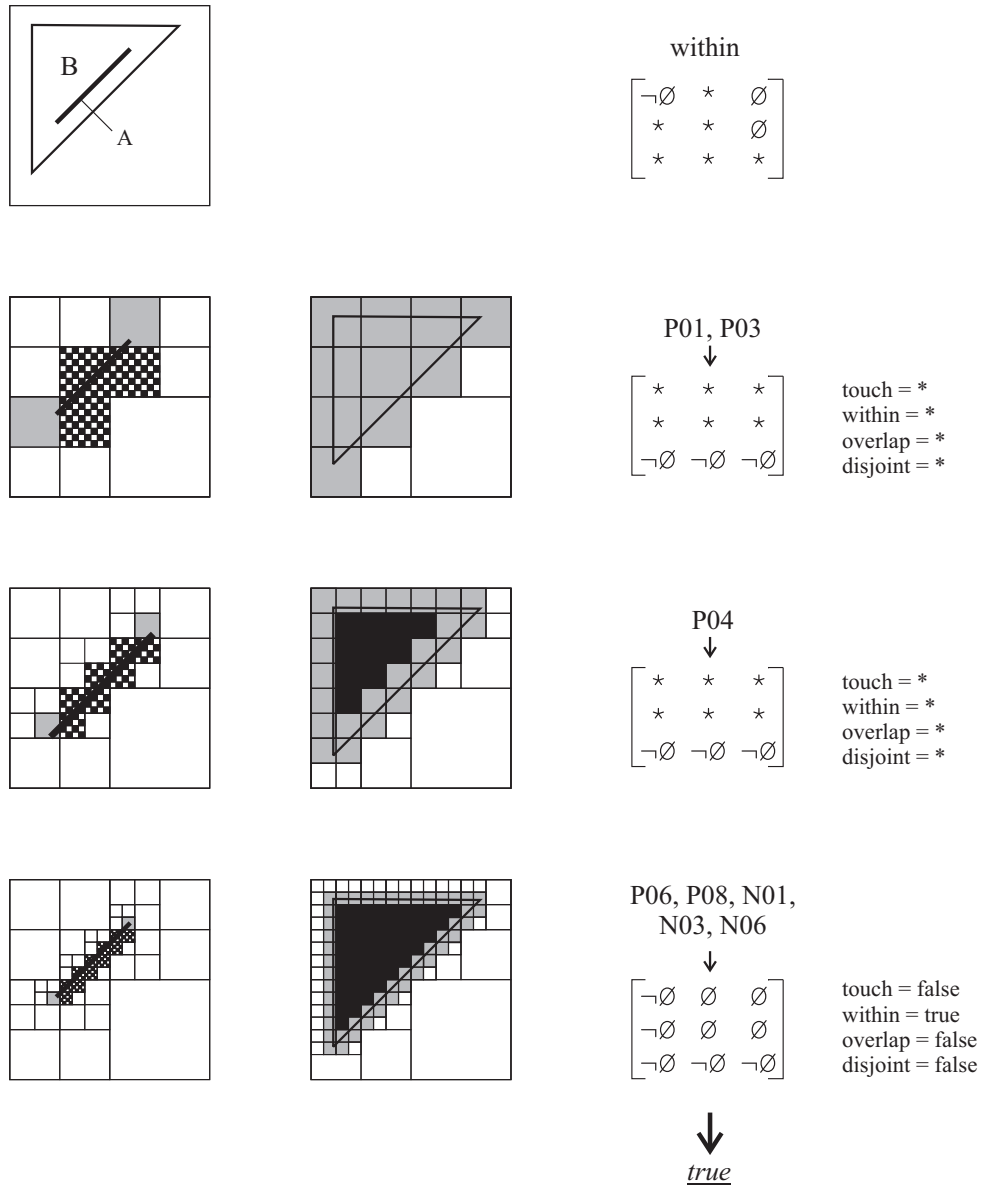 B
A
within
¬∅ * ∅
* * ∅
* * *
P01, P03
* * *
* * *
¬∅ ¬∅ ¬∅
touch = *
within = *
overlap = *
disjoint = *
P04
* * *
* * *
¬∅ ¬∅ ¬∅
touch = *
within = *
overlap = *
disjoint = *
P06, P08, N01,
N03, N06
¬∅ ∅ ∅
¬∅ ∅ ∅
¬∅ ¬∅ ¬∅
touch = false
within = true
overlap = false
disjoint = false
true